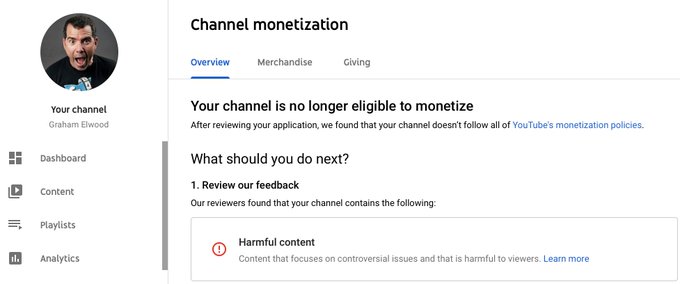 Channel monetization
Overview
Merchandise
Giving
Your channel
Graham Elwood
Dashboard
Content
Playlists
Analytics
Your channel is no longer eligible to monetize
After reviewing your application, we found that your channel doesn't follow all of YouTube's monetization policies.
What should you do next?
1. Review our feedback
Our reviewers found that your channel contains the following:
Harmful content
Content that focuses on controversial issues and that is harmful to viewers. Learn more